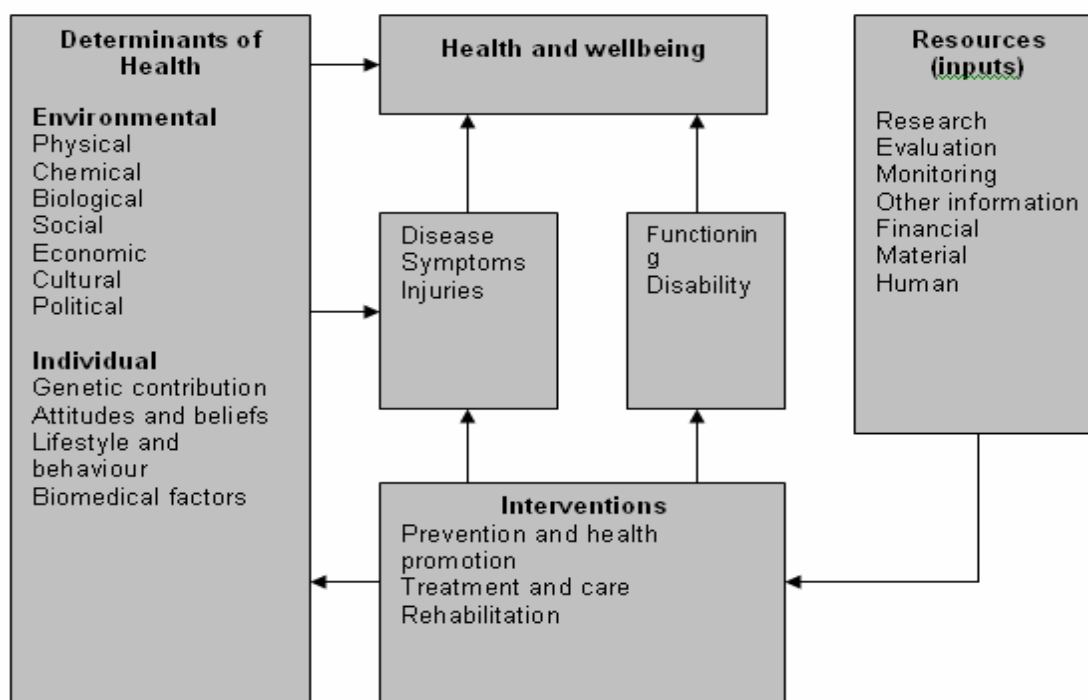 Determinants of
Health
Environmental
Physical
Chemical
Biological
Social
Economic
Cultural
Political
Individual
Genetic contribution
Attitudes and beliefs
Lifestyle and
behaviour
Biomedical factors
Health and wellbeing
Disease
Symptoms
Injuries
Functionin
g
Disability
Interventions
Prevention and health
promotion
Treatment and care
Rehabilitation
Resources
(inputs)
Research
Evaluation
Monitoring
Other information
Financial
Material
Human